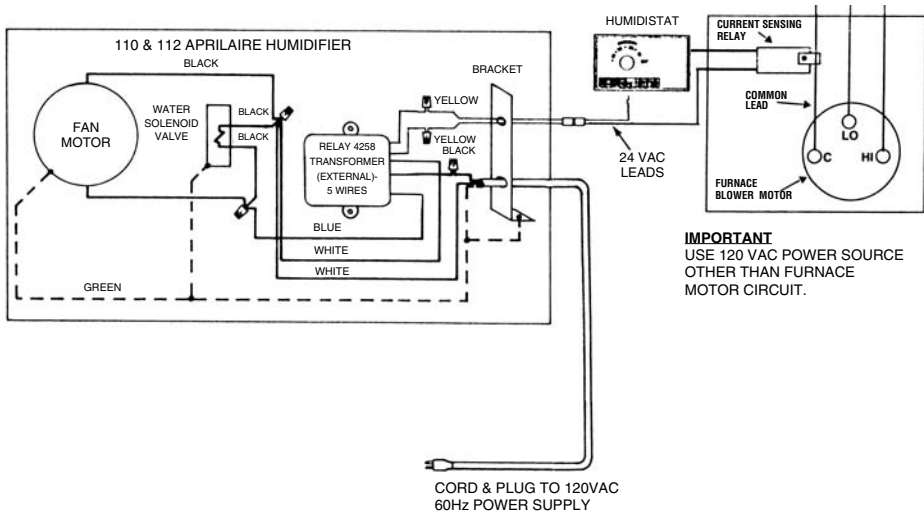 110 & 112 APRILAIRE HUMIDIFIER
BLACK
FAN
MOTOR
WATER
SOLENOID
VALVE
BLACK
BLACK
RELAY 4258
TRANSFORMER
(EXTERNAL)-
5 WIRES
YELLOW
YELLOW
BLACK
BRACKET
BLUE
WHITE
WHITE
GREEN
HUMIDISTAT
24 VAC
LEADS
CURRENT SENSING
RELAY
COMMON
LEAD
LO
C
HI
FURNACE
BLOWER MOTOR
IMPORTANT
USE 120 VAC POWER SOURCE
OTHER THAN FURNACE
MOTOR CIRCUIT.
CORD & PLUG TO 120VAC
60Hz POWER SUPPLY